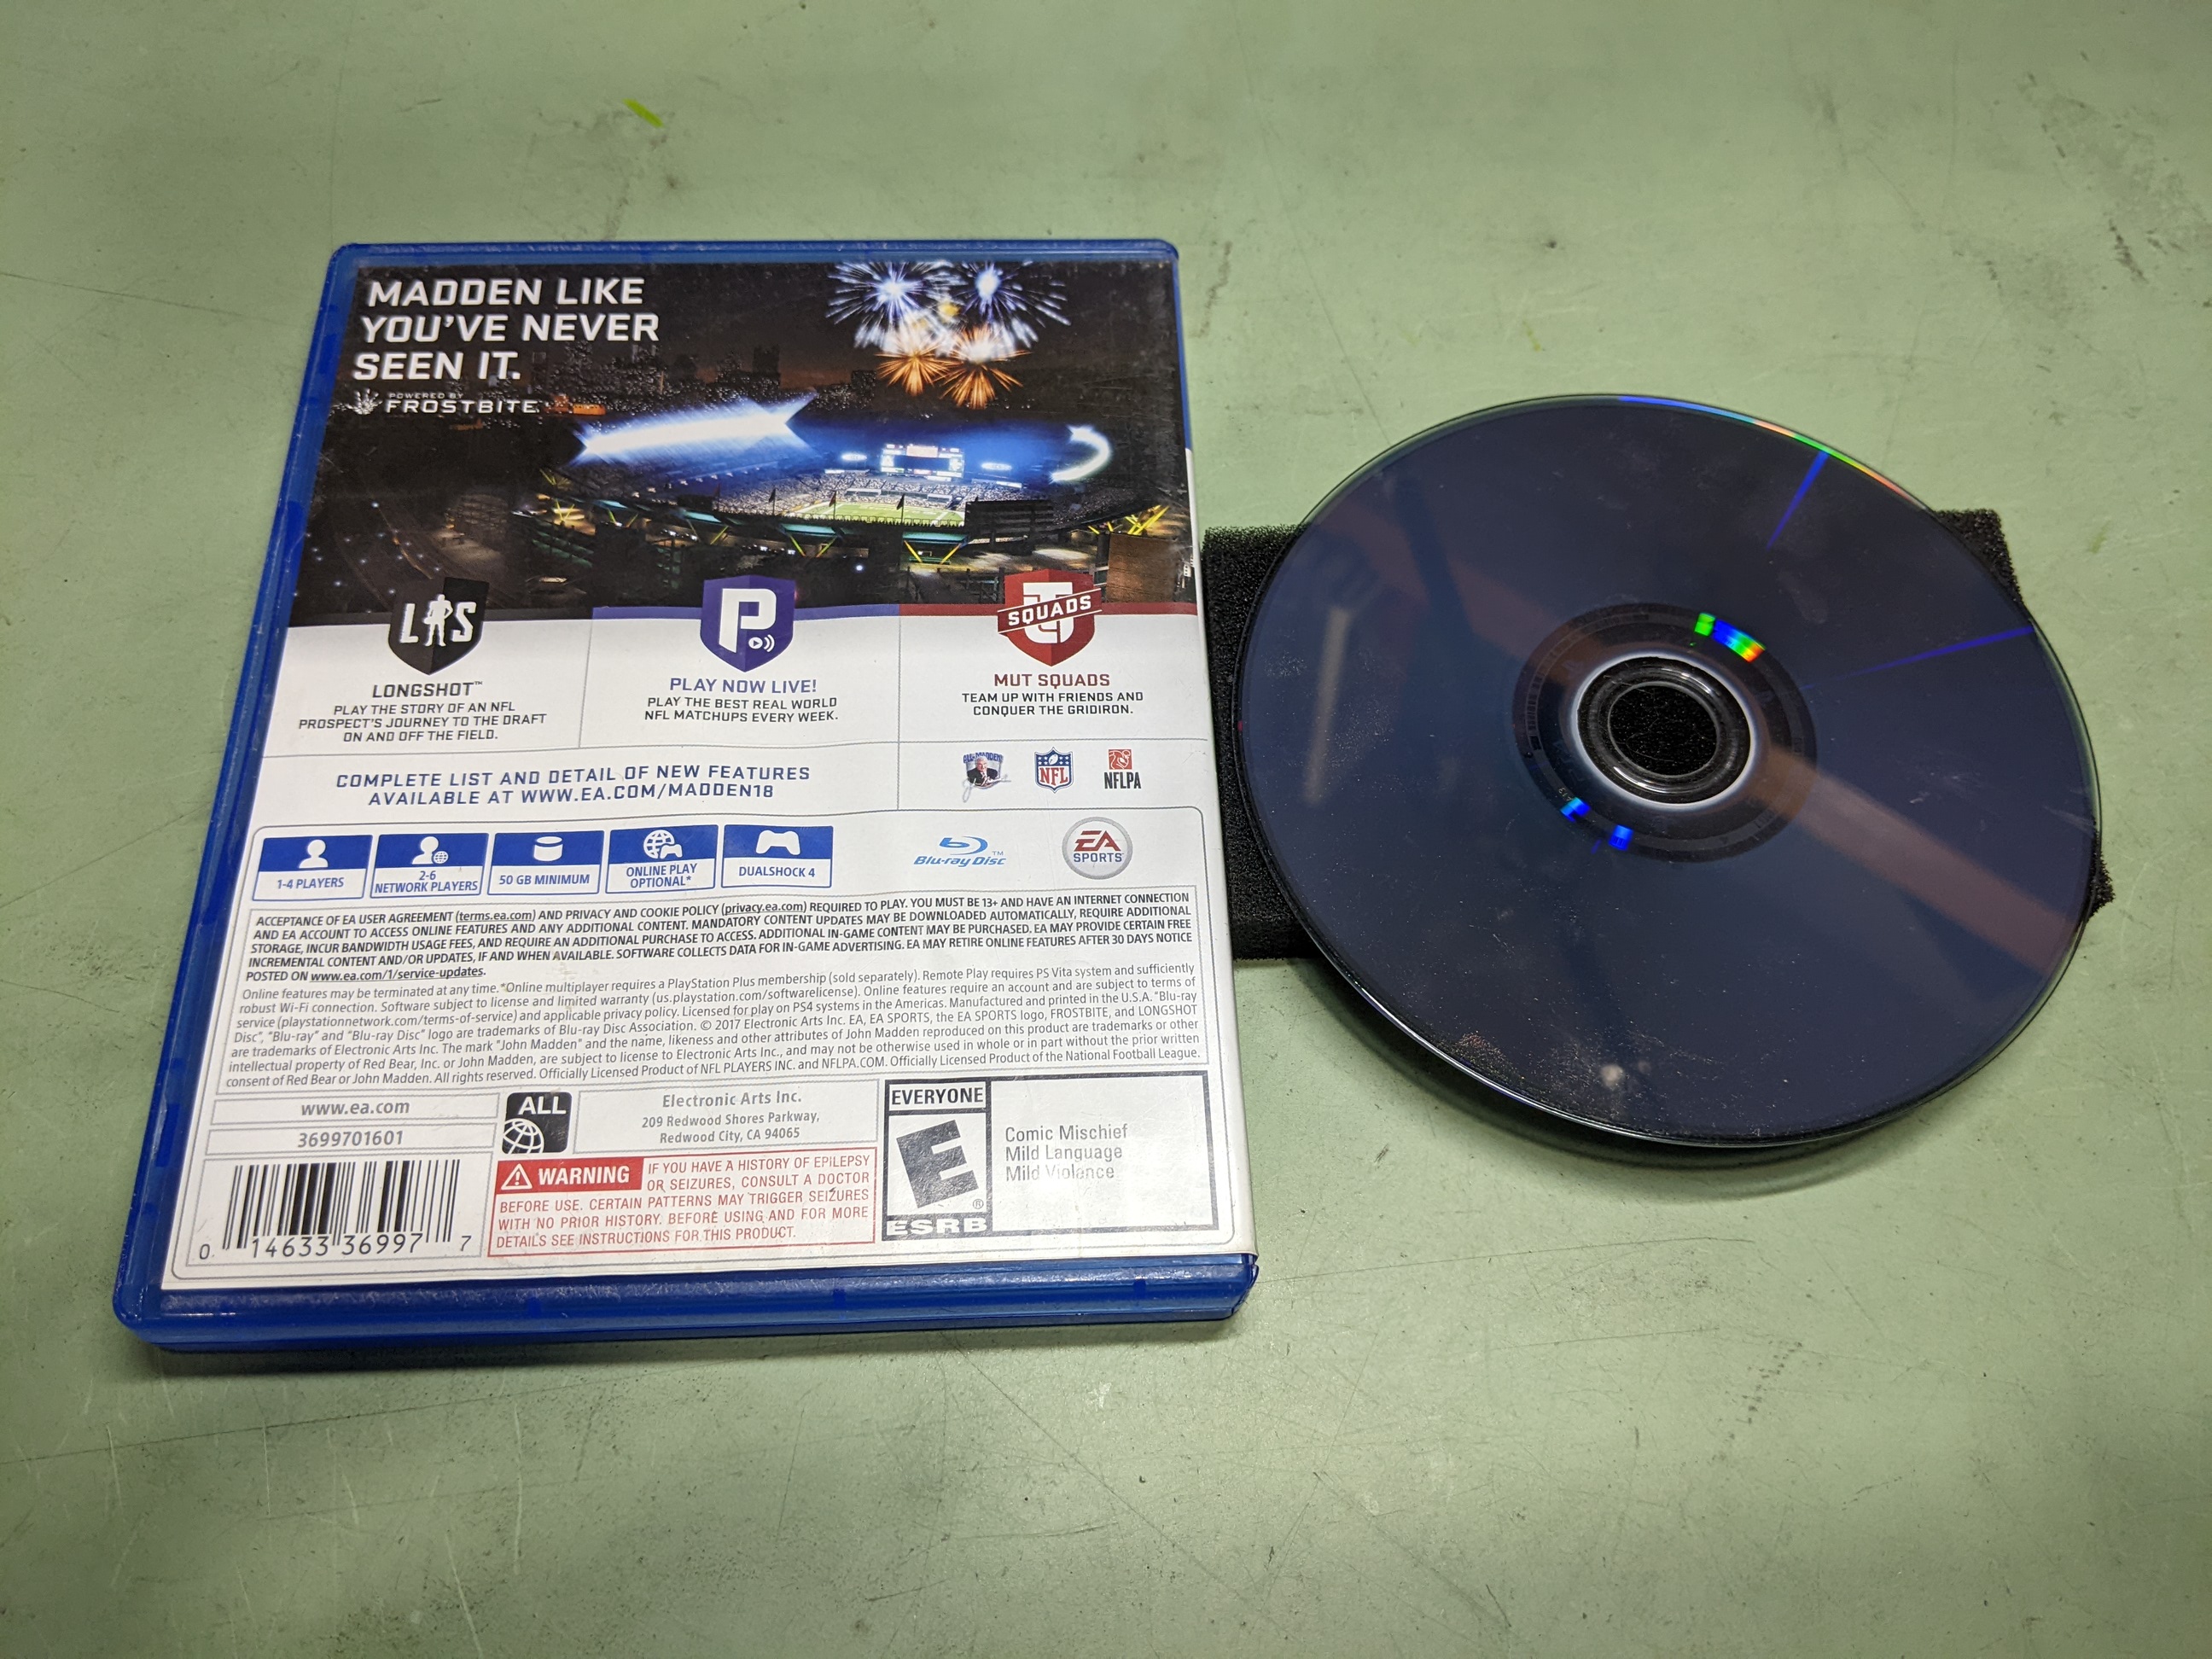 MADDEN LIKE
YOU'VE NEVER
SEEN IT.
POWERED BY
FROSTBITE
LS
P
U
SQUADS
LONGSHOT™
PLAY THE STORY OF AN NFL
PROSPECT'S JOURNEY TO THE DRAFT
ON AND OFF THE FIELD.
PLAY NOW LIVE!
PLAY THE BEST REAL WORLD
NFL MATCHUPS EVERY WEEK.
MUT SQUADS
TEAM UP WITH FRIENDS AND
CONQUER THE GRIDIRON.
COMPLETE LIST AND DETAIL OF NEW FEATURES
AVAILABLE AT WWW.EA.COM/MADDEN18
NFL
NFLPA
1-4 PLAYERS
2-6
NETWORK PLAYERS
50 GB MINIMUM
ONLINE PLAY
OPTIONAL*
DUALSHOCK 4
Blu-ray Disc™
EA
SPORTS™
ACCEPTANCE OF EA USER AGREEMENT (terms.ea.com) AND PRIVACY AND COOKIE POLICY (privacy.ea.com) REQUIRED TO PLAY. YOU MUST BE 13+ AND HAVE AN INTERNET CONNECTION
AND EA ACCOUNT TO ACCESS ONLINE FEATURES AND ANY ADDITIONAL CONTENT. MANDATORY CONTENT UPDATES MAY BE DOWNLOADED AUTOMATICALLY, REQUIRE ADDITIONAL
STORAGE, INCUR BANDWIDTH USAGE FEES, AND REQUIRE AN ADDITIONAL PURCHASE TO ACCESS. ADDITIONAL IN-GAME CONTENT MAY BE PURCHASED. EA MAY PROVIDE CERTAIN FREE
INCREMENTAL CONTENT AND/OR UPDATES, IF AND WHEN AVAILABLE. SOFTWARE COLLECTS DATA FOR IN-GAME ADVERTISING. EA MAY RETIRE ONLINE FEATURES AFTER 30 DAYS NOTICE
POSTED ON www.ea.com/1/service-updates.
Online features may be terminated at any time.*Online multiplayer requires a PlayStation Plus membership (sold separately). Remote Play requires PS Vita system and sufficiently
robust Wi-Fi connection. Software subject to license and limited warranty (us.playstation.com/softwarelicense). Online features require an account and are subject to terms of
service (playstationnetwork.com/terms-of-service) and applicable privacy policy. Licensed for play on PS4 systems in the Americas. Manufactured and printed in the U.S.A. "Blu-ray
Disc", "Blu-ray" and "Blu-ray Disc" logo are trademarks of Blu-ray Disc Association. © 2017 Electronic Arts Inc. EA, EA SPORTS, the EA SPORTS logo, FROSTBITE, and LONGSHOT
are trademarks of Electronic Arts Inc. The mark "John Madden" and the name, likeness and other attributes of John Madden reproduced on this product are trademarks or other
intellectual property of Red Bear, Inc. or John Madden, are subject to license to Electronic Arts Inc., and may not be otherwise used in whole or in part without the prior written
consent of Red Bear or John Madden. All rights reserved. Officially Licensed Product of NFL PLAYERS INC. and NFLPA.COM. Officially Licensed Product of the National Football League.
www.ea.com
3699701601
ALL
Electronic Arts Inc.
209 Redwood Shores Parkway,
Redwood City, CA 94065
WARNING IF YOU HAVE A HISTORY OF EPILEPSY
OR SEIZURES, CONSULT A DOCTOR
BEFORE USE. CERTAIN PATTERNS MAY TRIGGER SEIZURES
WITH NO PRIOR HISTORY. BEFORE USING AND FOR MORE
DETAILS SEE INSTRUCTIONS FOR THIS PRODUCT.
EVERYONE
E
®
ESRB
Comic Mischief
Mild Language
Mild Violence
0 14633 36997 7